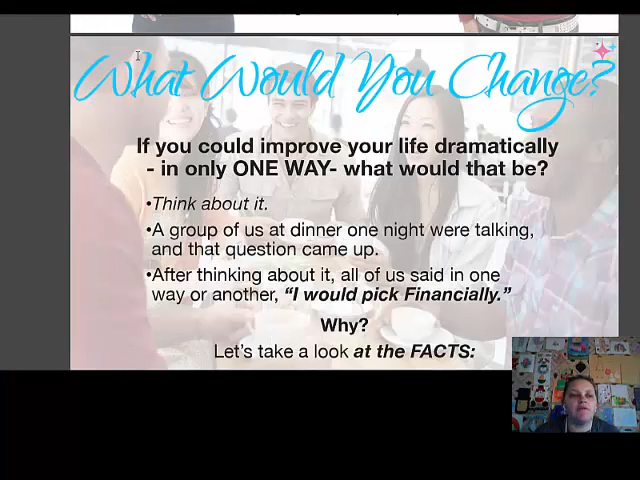 What Would You Change?
If you could improve your life dramatically
- in only ONE WAY- what would that be?
•Think about it.
•A group of us at dinner one night were talking,
and that question came up.
•After thinking about it, all of us said in one
way or another, “I would pick Financially.”
Why?
Let’s take a look at the FACTS: